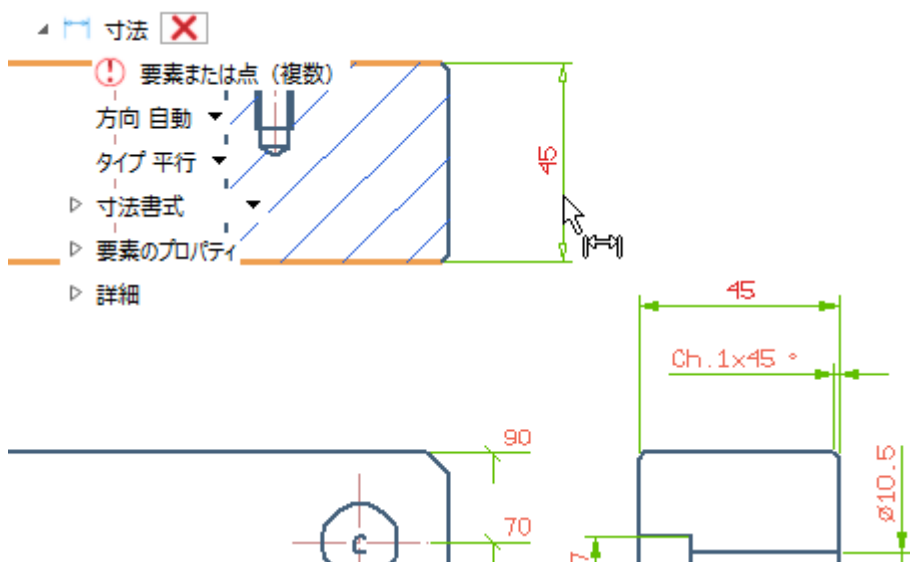 寸法
要素または点（複数）
方向 自動
タイプ 平行
寸法書式
要素のプロパティ
詳細
45
45
Ch.1x45 °
90
70
ø10.5
7
C